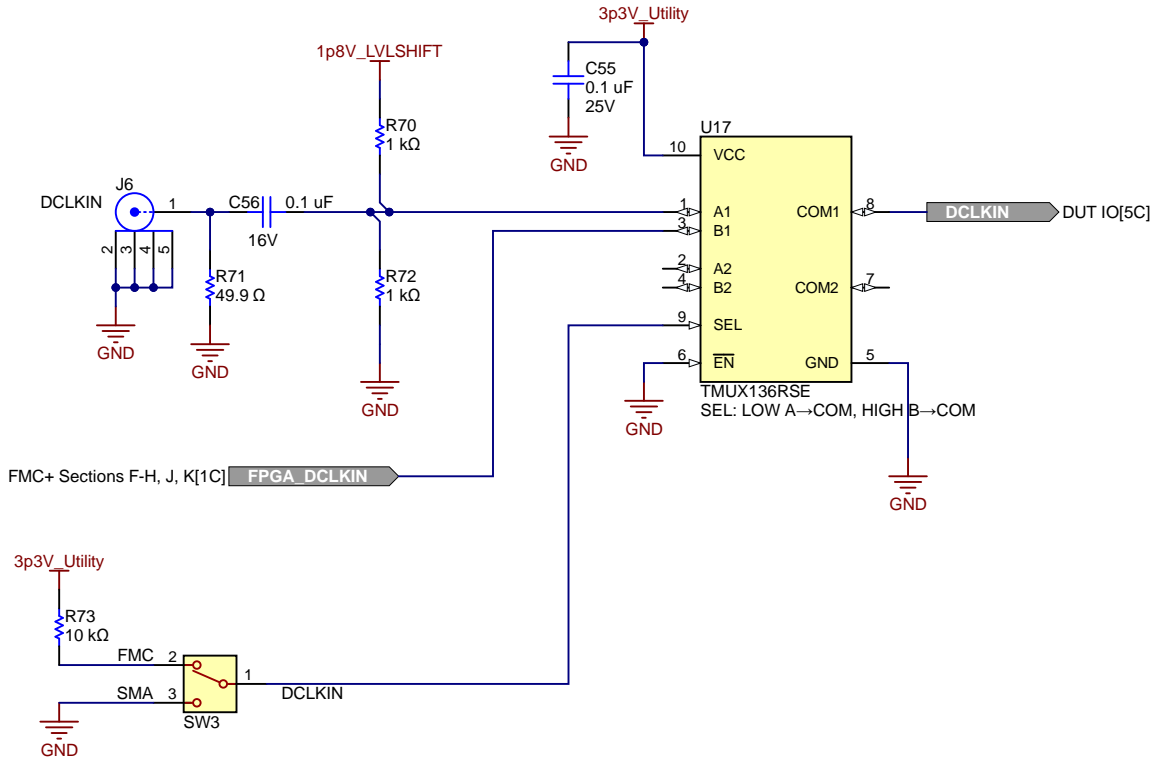 3p3V_Utility
1p8V_LVLSHIFT
C55
0.1 uF
25V
GND
R70
1 kΩ
U17
10 VCC
J6
DCLKIN
1
2
3
4
5
GND
C56
0.1 uF
16V
R71
49.9 Ω
GND
R72
1 kΩ
GND
1 A1
3 B1
2 A2
4 B2
9 SEL
6 EN
COM1 8
COM2 7
GND 5
DCLKIN
DUT IO[5C]
TMUX136RSE
SEL: LOW A→COM, HIGH B→COM
GND
GND
FMC+ Sections F-H, J, K[1C]
FPGA_DCLKIN
3p3V_Utility
R73
10 kΩ
FMC 2
SMA 3
1
DCLKIN
SW3
GND